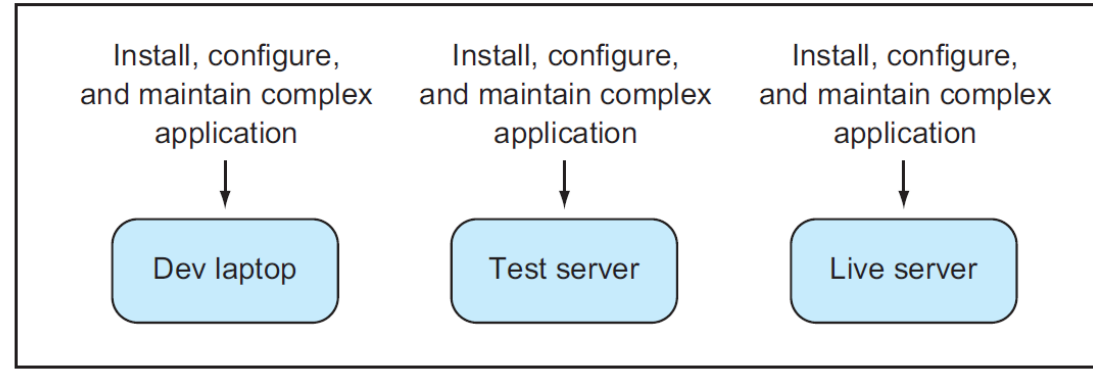 Install, configure,
and maintain complex
application
Install, configure,
and maintain complex
application
Install, configure,
and maintain complex
application
Dev laptop
Test server
Live server